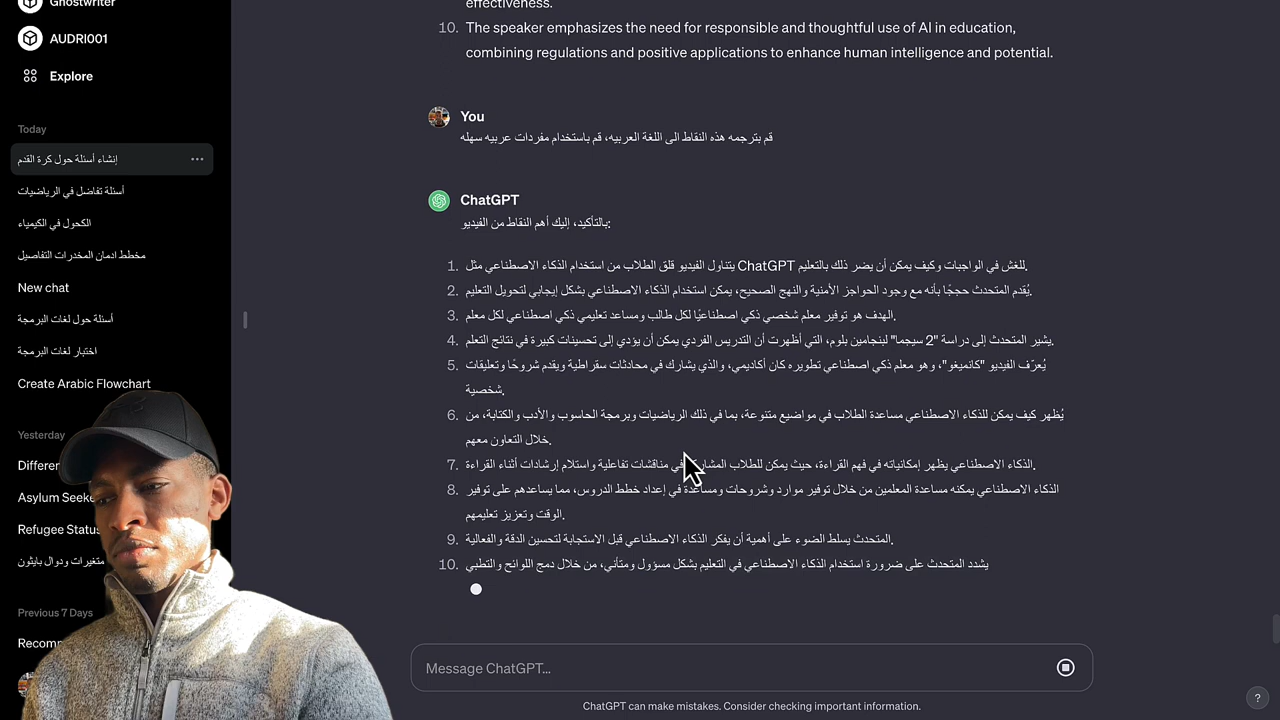 Ghostwriter
AUDRI001
Explore
Today
إنشاء أسئلة حول كرة القدم
أسئلة تفاضل في الرياضيات
الكحول في الكيمياء
مخطط ادمان المخدرات التفاصيل
New chat
أسئلة حول لغات البرمجة
اختبار لغات البرمجة
Create Arabic Flowchart
Yesterday
Asylum
Refugee Status
متغيرات ودوال بايثون
Previous 7 Days
effectiveness.
10. The speaker emphasizes the need for responsible and thoughtful use of AI in education,
combining regulations and positive applications to enhance human intelligence and potential.
You
قم بترجمه هذه النقاط الى اللغة العربيه، قم باستخدام مفردات عربيه سهله
ChatGPT
بالتأكيد، إليك أهم النقاط من الفيديو:
1. يتناول الفيديو قلق الطلاب من استخدام الذكاء الاصطناعي مثل ChatGPT للغش في الواجبات وكيف يمكن أن يضر ذلك بالتعليم.
2. يُقدم المتحدث حججًا بأنه مع وجود الحواجز الأمنية والنهج الصحيح، يمكن استخدام الذكاء الاصطناعي بشكل إيجابي لتحويل التعليم.
3. الهدف هو توفير معلم شخصي ذكي اصطناعيًا لكل طالب ومساعد تعليمي ذكي اصطناعي لكل معلم.
4. يشير المتحدث إلى دراسة "2 سيجما" لبنجامين بلوم، التي أظهرت أن التدريس الفردي يمكن أن يؤدي إلى تحسينات كبيرة في نتائج التعلم.
5. يُعرّف الفيديو "كانميغو"، وهو معلم ذكي اصطناعي تطويره كان أكاديمي، والذي يشارك في محادثات سقراطية ويقدم شروحًا وتعليقات
شخصية.
6. يُظهر كيف يمكن للذكاء الاصطناعي مساعدة الطلاب في مواضيع متنوعة، بما في ذلك الرياضيات وبرمجة الحاسوب والأدب والكتابة، من
خلال التعاون معهم.
7. الذكاء الاصطناعي يظهر إمكانياته في فهم القراءة، حيث يمكن للطلاب في مناقشات تفاعلية واستلام إرشادات أثناء القراءة.
8. الذكاء الاصطناعي يمكنه مساعدة المعلمين من خلال توفير موارد وشروحات ومساعدة في إعداد خطط الدروس، مما يساعدهم على توفير
الوقت وتعزيز تعليمهم.
9. المتحدث يسلط الضوء على أهمية أن يفكر الذكاء الاصطناعي قبل الاستجابة لتحسين الدقة والفعالية.
10. يشدد المتحدث على ضرورة استخدام الذكاء الاصطناعي في التعليم بشكل مسؤول ومتأني، من خلال دمج اللوائح والتطبي
Message ChatGPT...
ChatGPT can make mistakes. Consider checking important information.
?